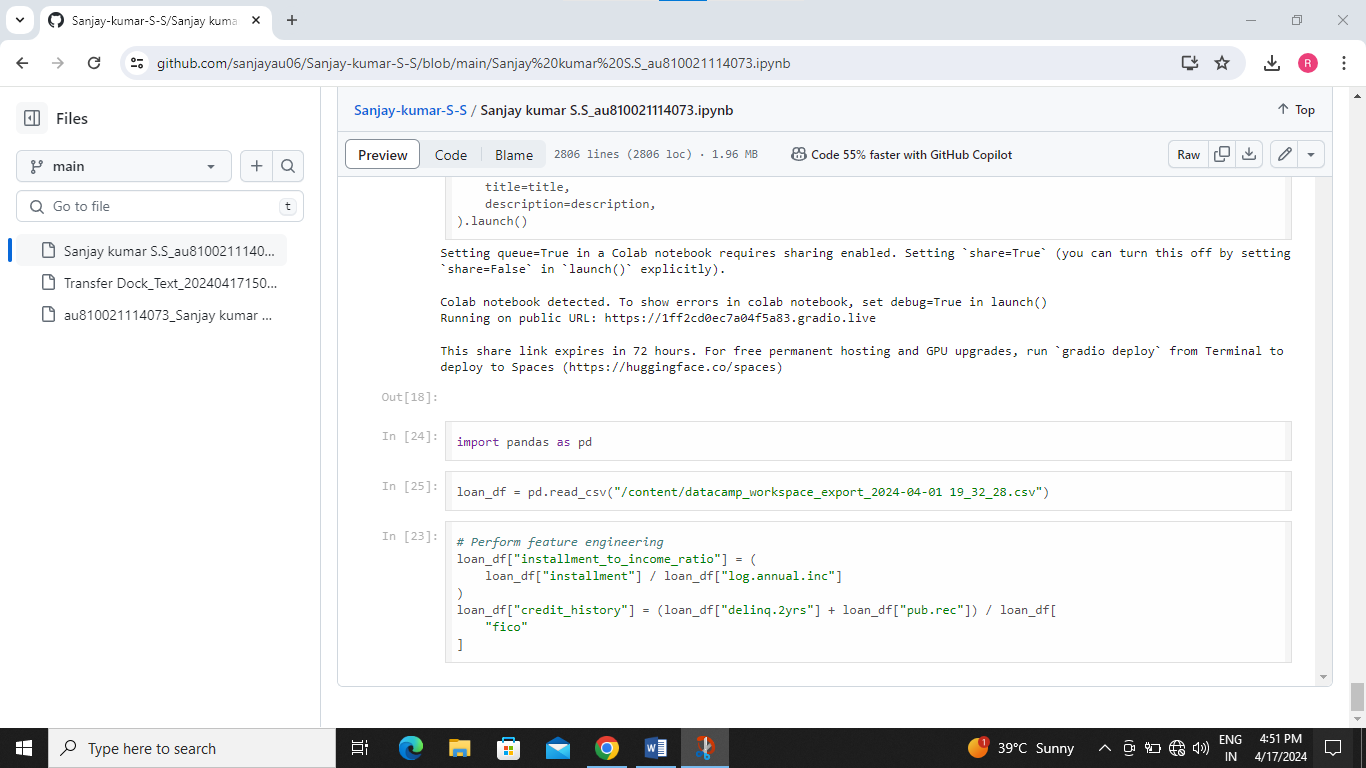 Sanjay-kumar-S-S/Sanjay kuma
github.com/sanjayau06/Sanjay-kumar-S-S/blob/main/Sanjay%20kumar%20S.S_au810021114073.ipynb
R
Files
main
Go to file
t
Sanjay kumar S.S_au8100211140...
Transfer Dock_Text_20240417150...
au810021114073_Sanjay kumar ...
Sanjay-kumar-S-S / Sanjay kumar S.S_au810021114073.ipynb
Top
Preview
Code
Blame
2806 lines (2806 loc) · 1.96 MB
Code 55% faster with GitHub Copilot
Raw
title=title,
description=description,
).launch()
Setting queue=True in a Colab notebook requires sharing enabled. Setting `share=True` (you can turn this off by setting
`share=False` in `launch()` explicitly).
Colab notebook detected. To show errors in colab notebook, set debug=True in launch()
Running on public URL: https://1ff2cd0ec7a04f5a83.gradio.live
This share link expires in 72 hours. For free permanent hosting and GPU upgrades, run `gradio deploy` from Terminal to
deploy to Spaces (https://huggingface.co/spaces)
Out[18]:
In [24]:
import pandas as pd
In [25]:
loan_df = pd.read_csv("/content/datacamp_workspace_export_2024-04-01 19_32_28.csv")
In [23]:
# Perform feature engineering
loan_df["installment_to_income_ratio"] = (
loan_df["installment"] / loan_df["log.annual.inc"]
)
loan_df["credit_history"] = (loan_df["delinq.2yrs"] + loan_df["pub.rec"]) / loan_df[
"fico"
]
Type here to search
1
39°C Sunny
ENG
IN
4:51 PM
4/17/2024